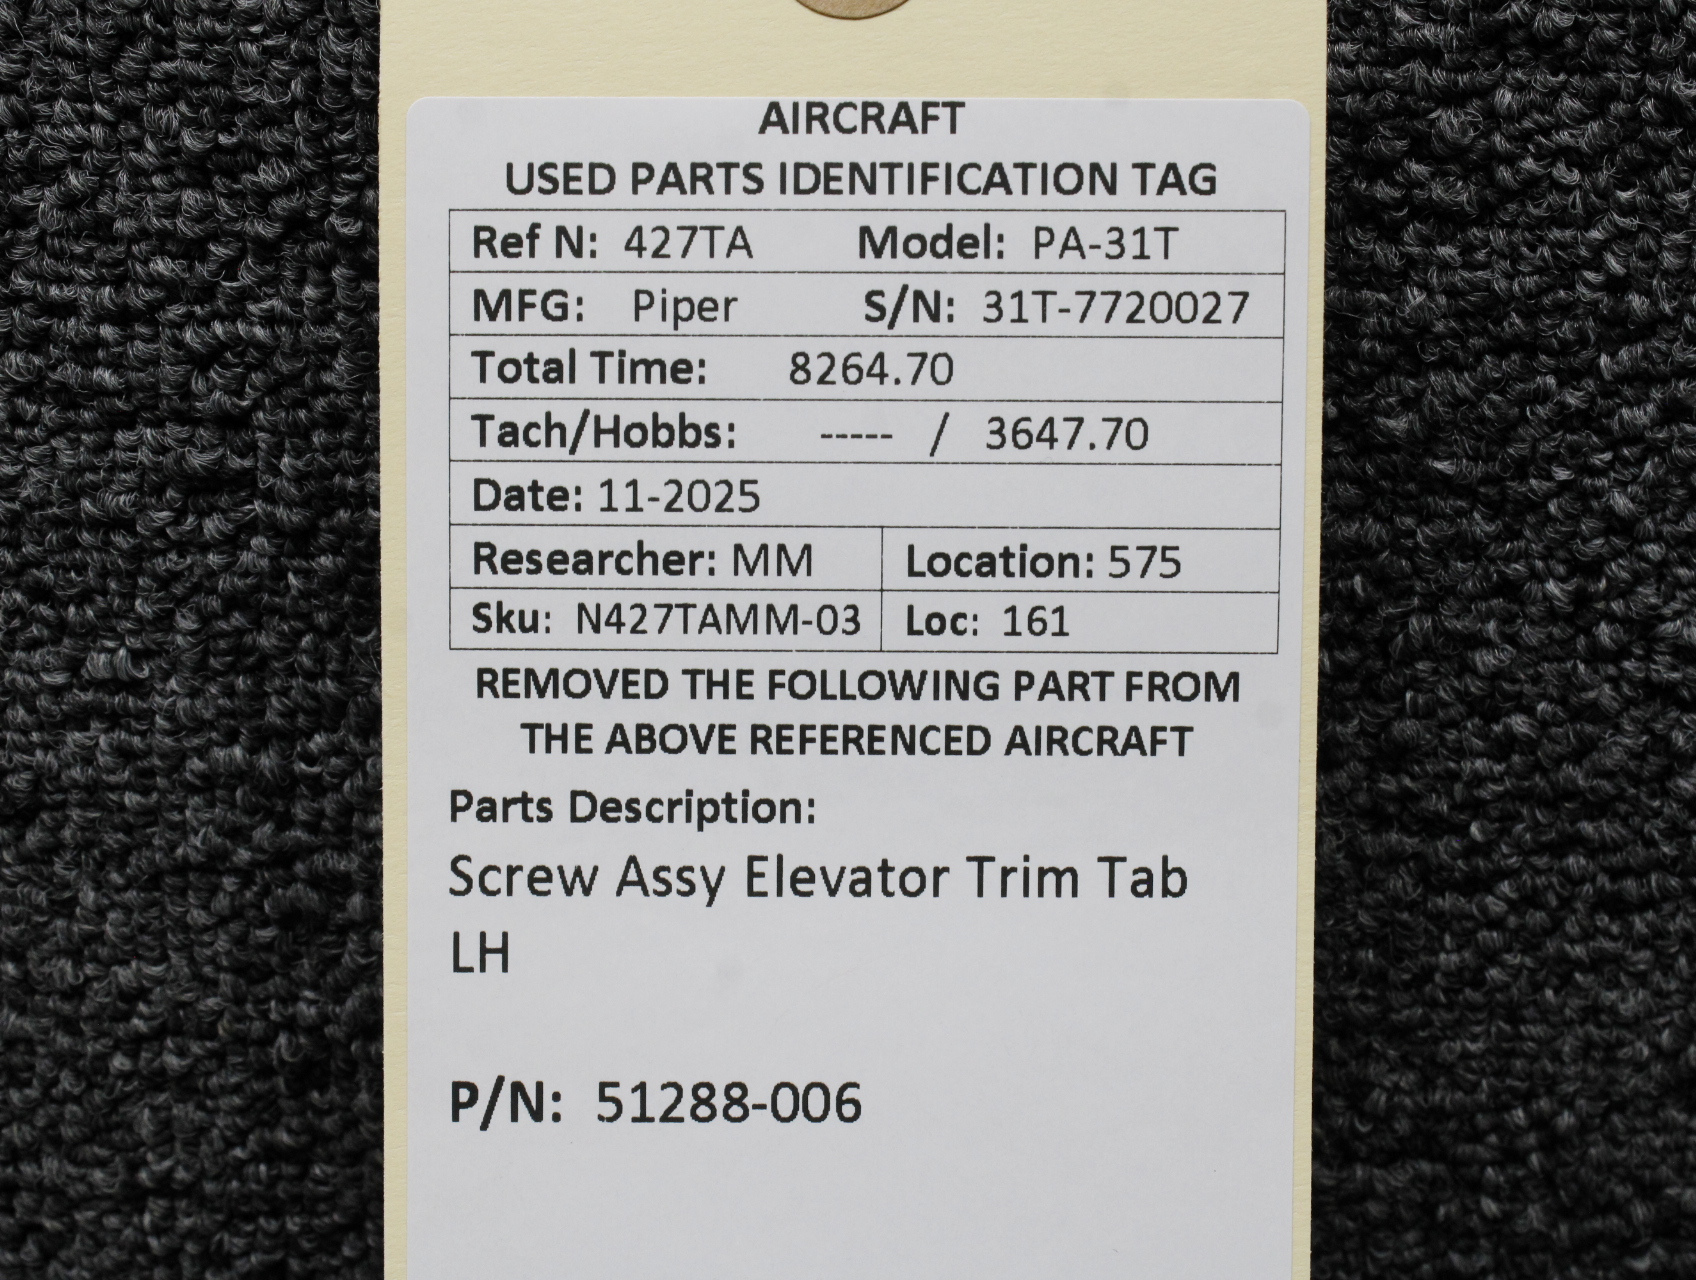 AIRCRAFT
USED PARTS IDENTIFICATION TAG
Ref N: 427TA Model: PA-31T
MFG: Piper S/N: 31T-7720027
Total Time: 8264.70
Tach/Hobbs: ----- / 3647.70
Date: 11-2025
Researcher: MM Location: 575
Sku: N427TAMM-03 Loc: 161
REMOVED THE FOLLOWING PART FROM
THE ABOVE REFERENCED AIRCRAFT
Parts Description:
Screw Assy Elevator Trim Tab
LH
P/N: 51288-006